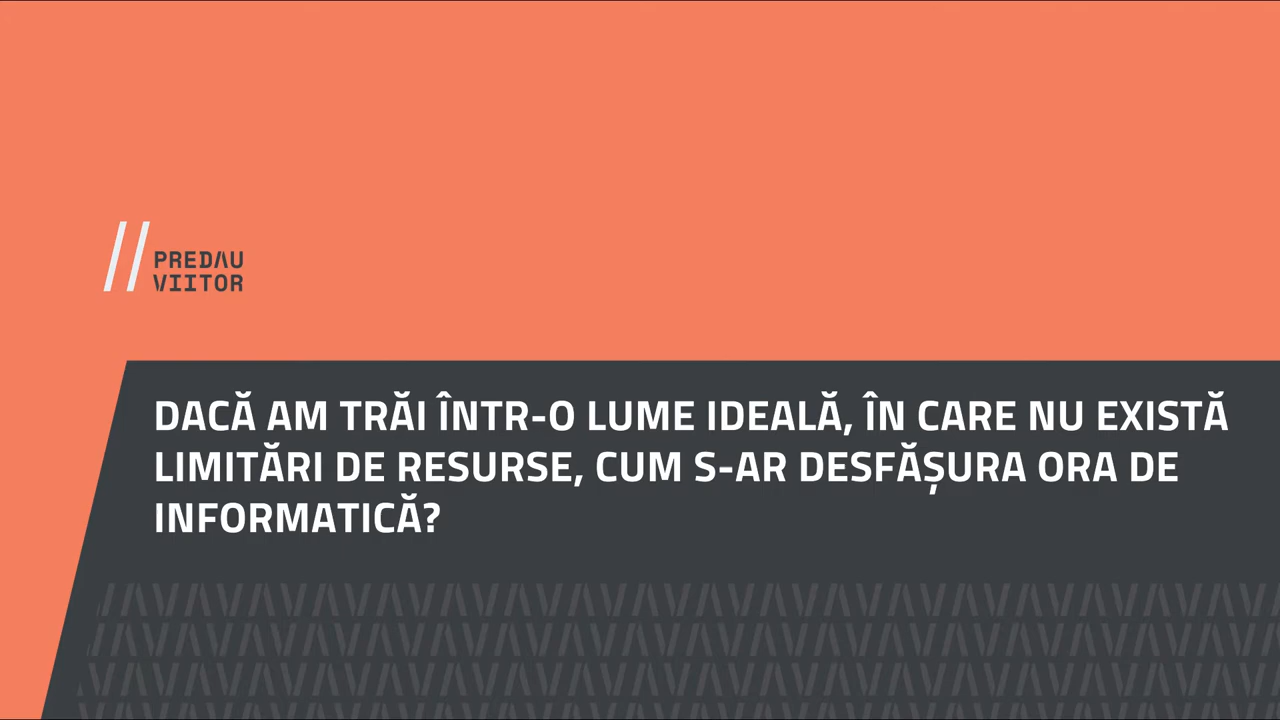 PREDAU
VIITOR
DACĂ AM TRĂI ÎNTR-O LUME IDEALĂ, ÎN CARE NU EXISTĂ
LIMITĂRI DE RESURSE, CUM S-AR DESFĂȘURA ORA DE
INFORMATICĂ?